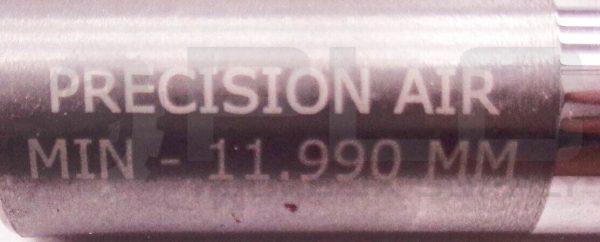 PRECISION AIR
MIN - 11.990 MM